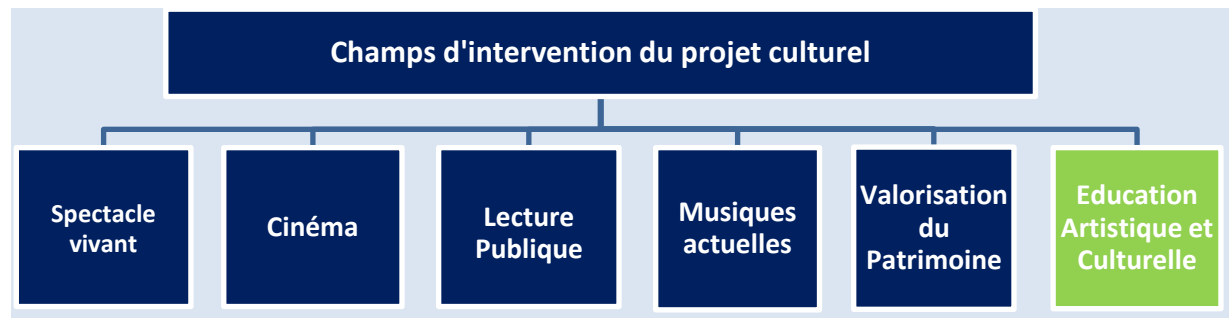 Champs d'intervention du projet culturel
Spectacle
vivant
Cinéma
Lecture
Publique
Musiques
actuelles
Valorisation
du
Patrimoine
Education
Artistique et
Culturelle